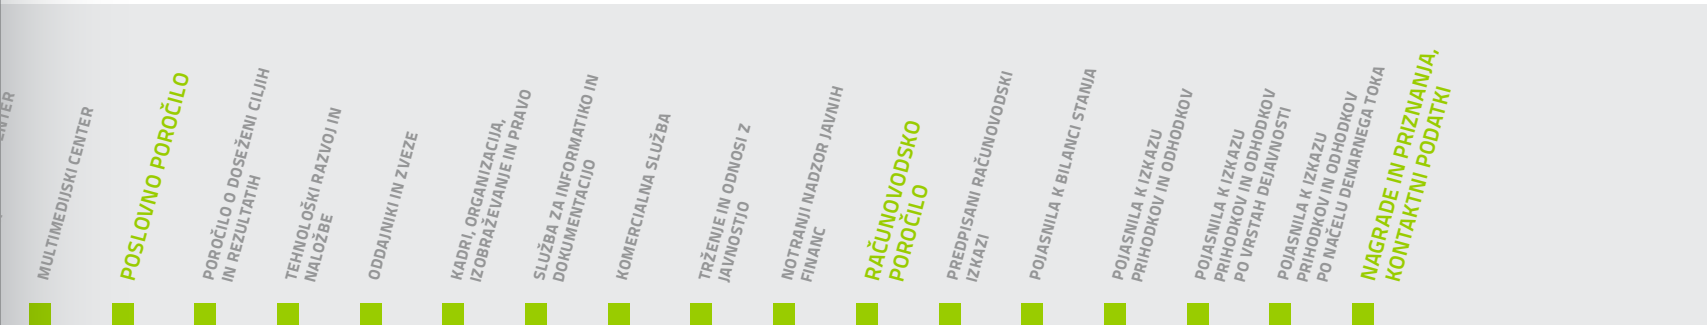 ENTER
MULTIMEDIJSKI CENTER
POSLOVNO POROČILO
POROČILO O DOSEŽENI CILJIH
IN REZULTATIH
TEHNOLOŠKI RAZVOJ IN
NALOŽBE
ODDAJNIKI IN ZVEZE
KADRI, ORGANIZACIJA,
IZOBRAŽEVANJE IN PRAVO
SLUŽBA ZA INFORMATIKO IN
DOKUMENTACIJO
KOMERCIALNA SLUŽBA
TRŽENJE IN ODNOSI Z
JAVNOSTJO
NOTRANJI NADZOR JAVNIH
FINANC
RAČUNOVODSKO
POROČILO
PREDPISANI RAČUNOVODSKI
IZKAZI
POJASNILA K BILANCI STANJA
POJASNILA K IZKAZU
PRIHODKOV IN ODHODKOV
POJASNILA K IZKAZU
PRIHODKOV IN ODHODKOV
PO VRSTAH DEJAVNOSTI
POJASNILA K IZKAZU
PRIHODKOV IN ODHODKOV
PO NAČELU DENARNEGA TOKA
NAGRADE IN PRIZNANJA,
KONTAKTNI PODATKI